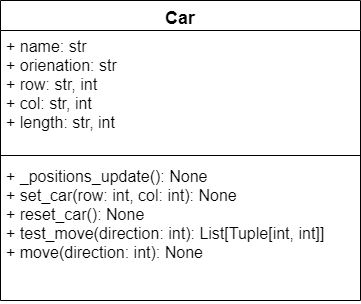 Car
+ name: str
+ orienation: str
+ row: str, int
+ col: str, int
+ length: str, int
+ _positions_update(): None
+ set_car(row: int, col: int): None
+ reset_car(): None
+ test_move(direction: int): List[Tuple[int, int]]
+ move(direction: int): None